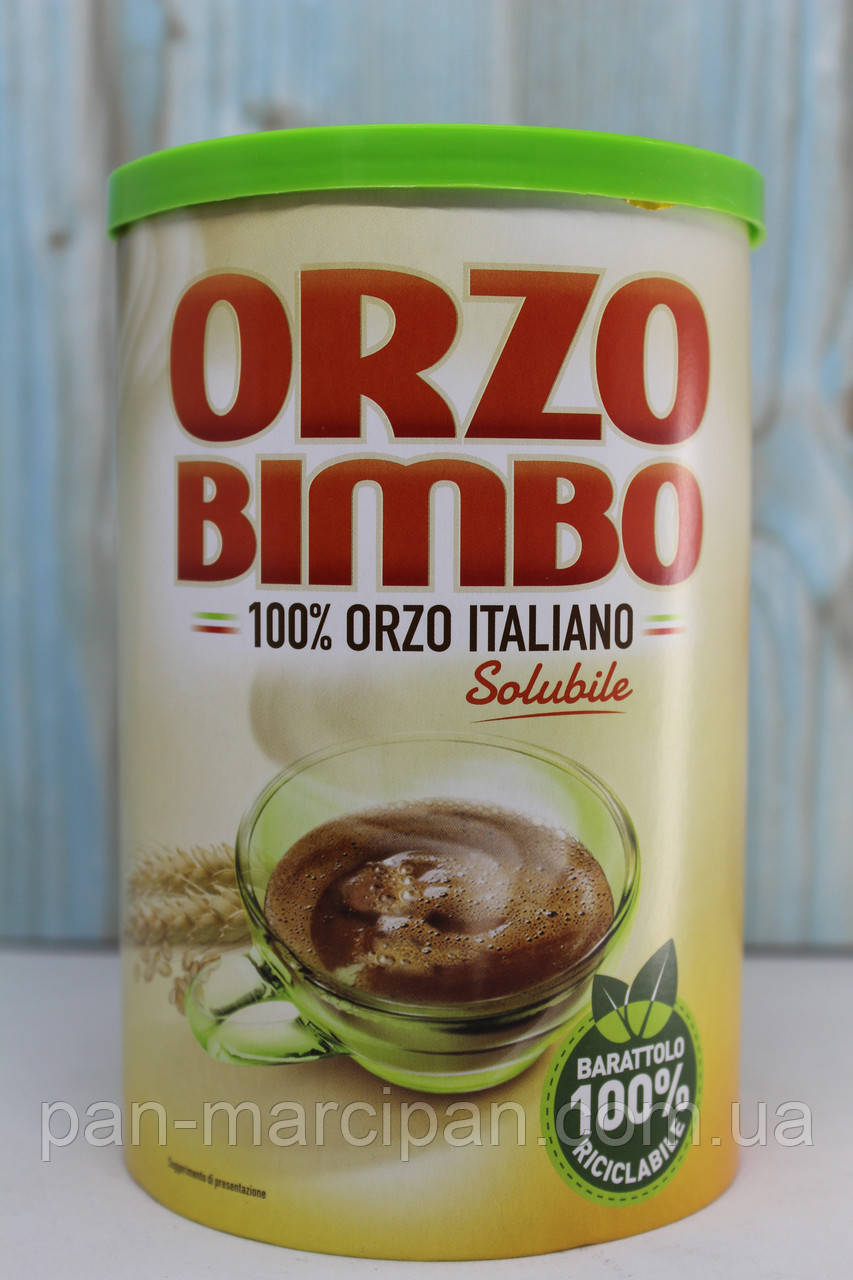 ORZO
BIMBO
100% ORZO ITALIANO
Solubile
BARATTOLO
100%
RICICLABILE
pan-marcipan.com.ua
Suggerimento di presentazione